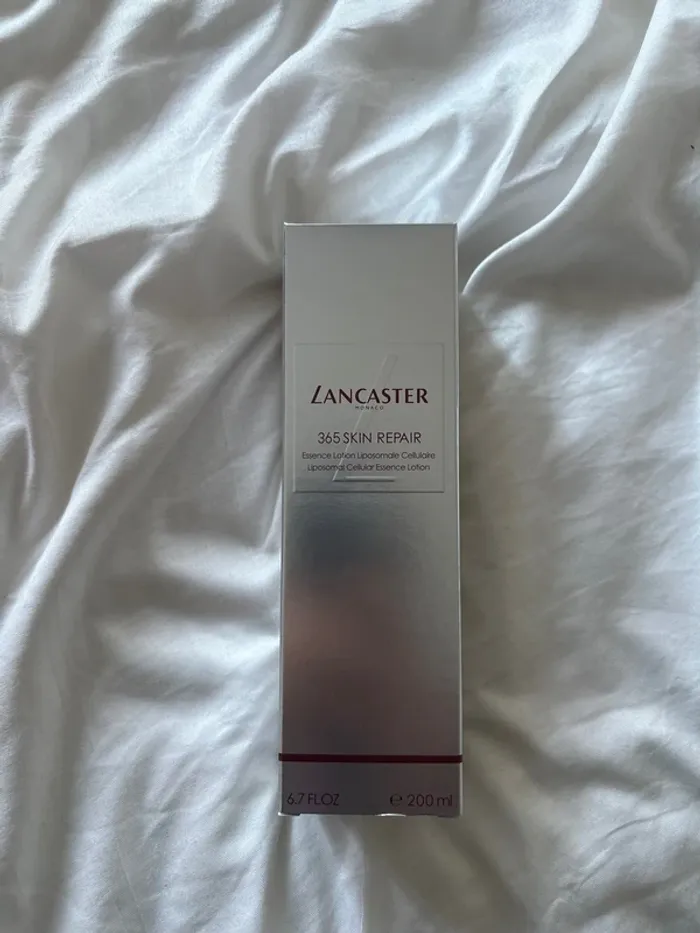 LANCASTER
MONACO
365 SKIN REPAIR
Essence Lotion Liposomale Cellulaire
Liposomal Cellular Essence Lotion
6.7 FL OZ ℮ 200 ml